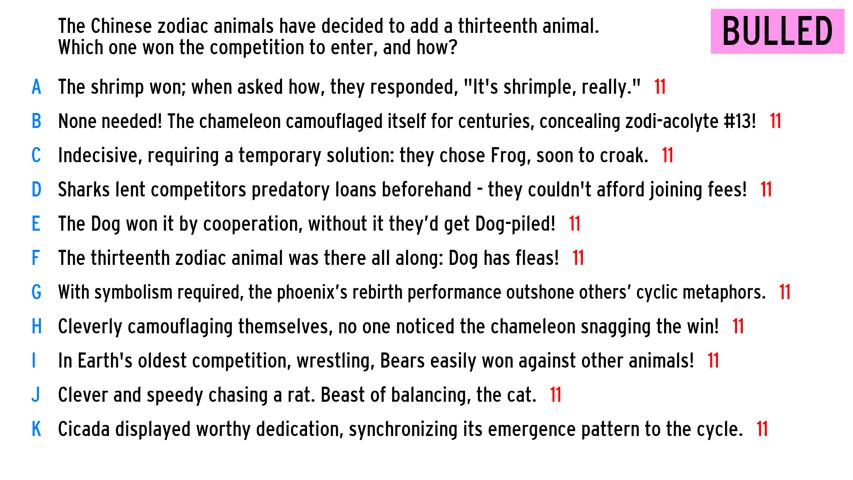 The Chinese zodiac animals have decided to add a thirteenth animal.
Which one won the competition to enter, and how?
BULLED
A The shrimp won; when asked how, they responded, "It's shrimple, really." 11
B None needed! The chameleon camouflaged itself for centuries, concealing zodi-acolyte #13! 11
C Indecisive, requiring a temporary solution: they chose Frog, soon to croak. 11
D Sharks lent competitors predatory loans beforehand - they couldn't afford joining fees! 11
E The Dog won it by cooperation, without it they’d get Dog-piled! 11
F The thirteenth zodiac animal was there all along: Dog has fleas! 11
G With symbolism required, the phoenix’s rebirth performance outshone others’ cyclic metaphors. 11
H Cleverly camouflaging themselves, no one noticed the chameleon snagging the win! 11
I In Earth's oldest competition, wrestling, Bears easily won against other animals! 11
J Clever and speedy chasing a rat. Beast of balancing, the cat. 11
K Cicada displayed worthy dedication, synchronizing its emergence pattern to the cycle. 11